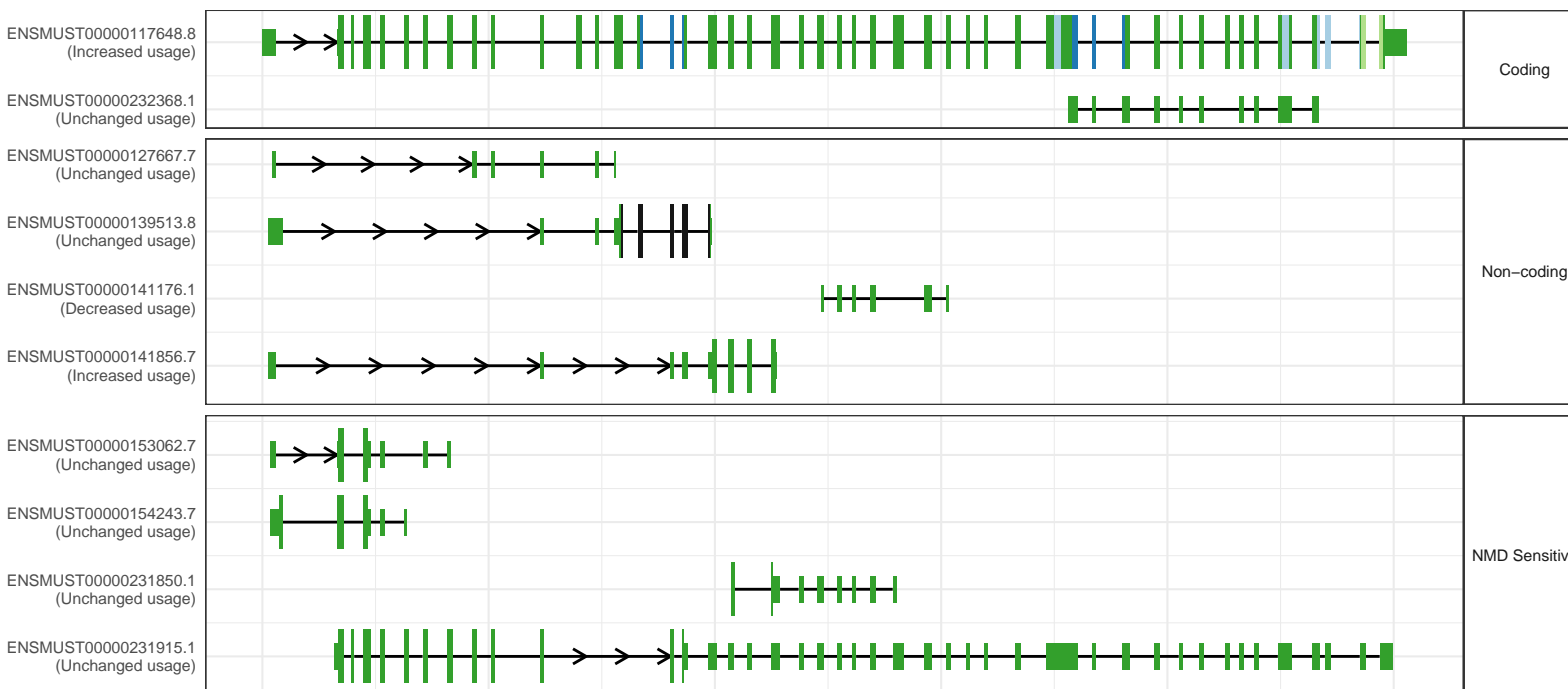 ENSMUST00000117648.8
(Increased usage)
ENSMUST00000232368.1
(Unchanged usage)
Coding
ENSMUST00000127667.7
(Unchanged usage)
ENSMUST00000139513.8
(Unchanged usage)
ENSMUST00000141176.1
(Decreased usage)
ENSMUST00000141856.7
(Increased usage)
Non−coding
ENSMUST00000153062.7
(Unchanged usage)
ENSMUST00000154243.7
(Unchanged usage)
ENSMUST00000231850.1
(Unchanged usage)
ENSMUST00000231915.1
(Unchanged usage)
NMD Sensitiv